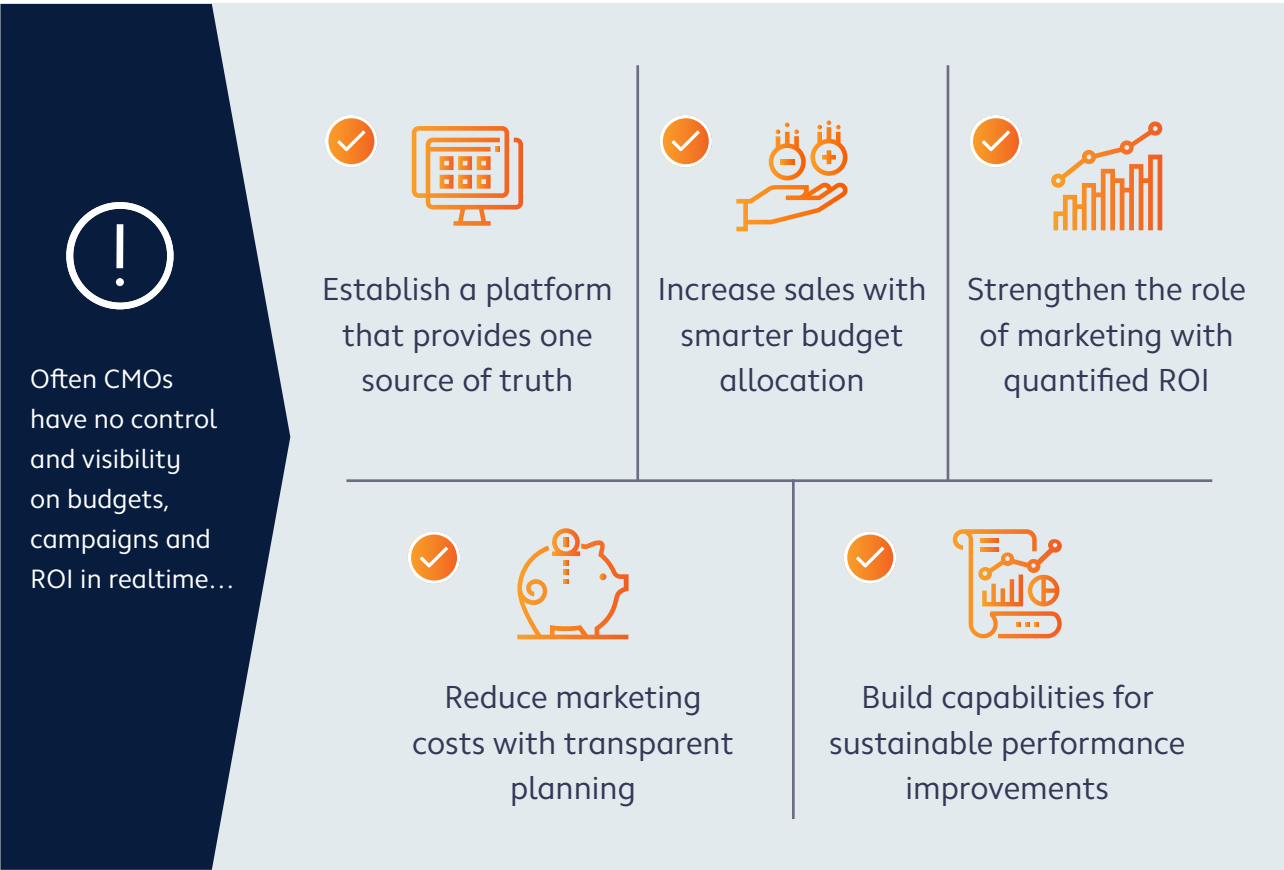 Often CMOs
have no control
and visibility
on budgets,
campaigns and
ROI in realtime...
Establish a platform
that provides one
source of truth
Increase sales with
smarter budget
allocation
Strengthen the role
of marketing with
quantified ROI
Reduce marketing
costs with transparent
planning
Build capabilities for
sustainable performance
improvements